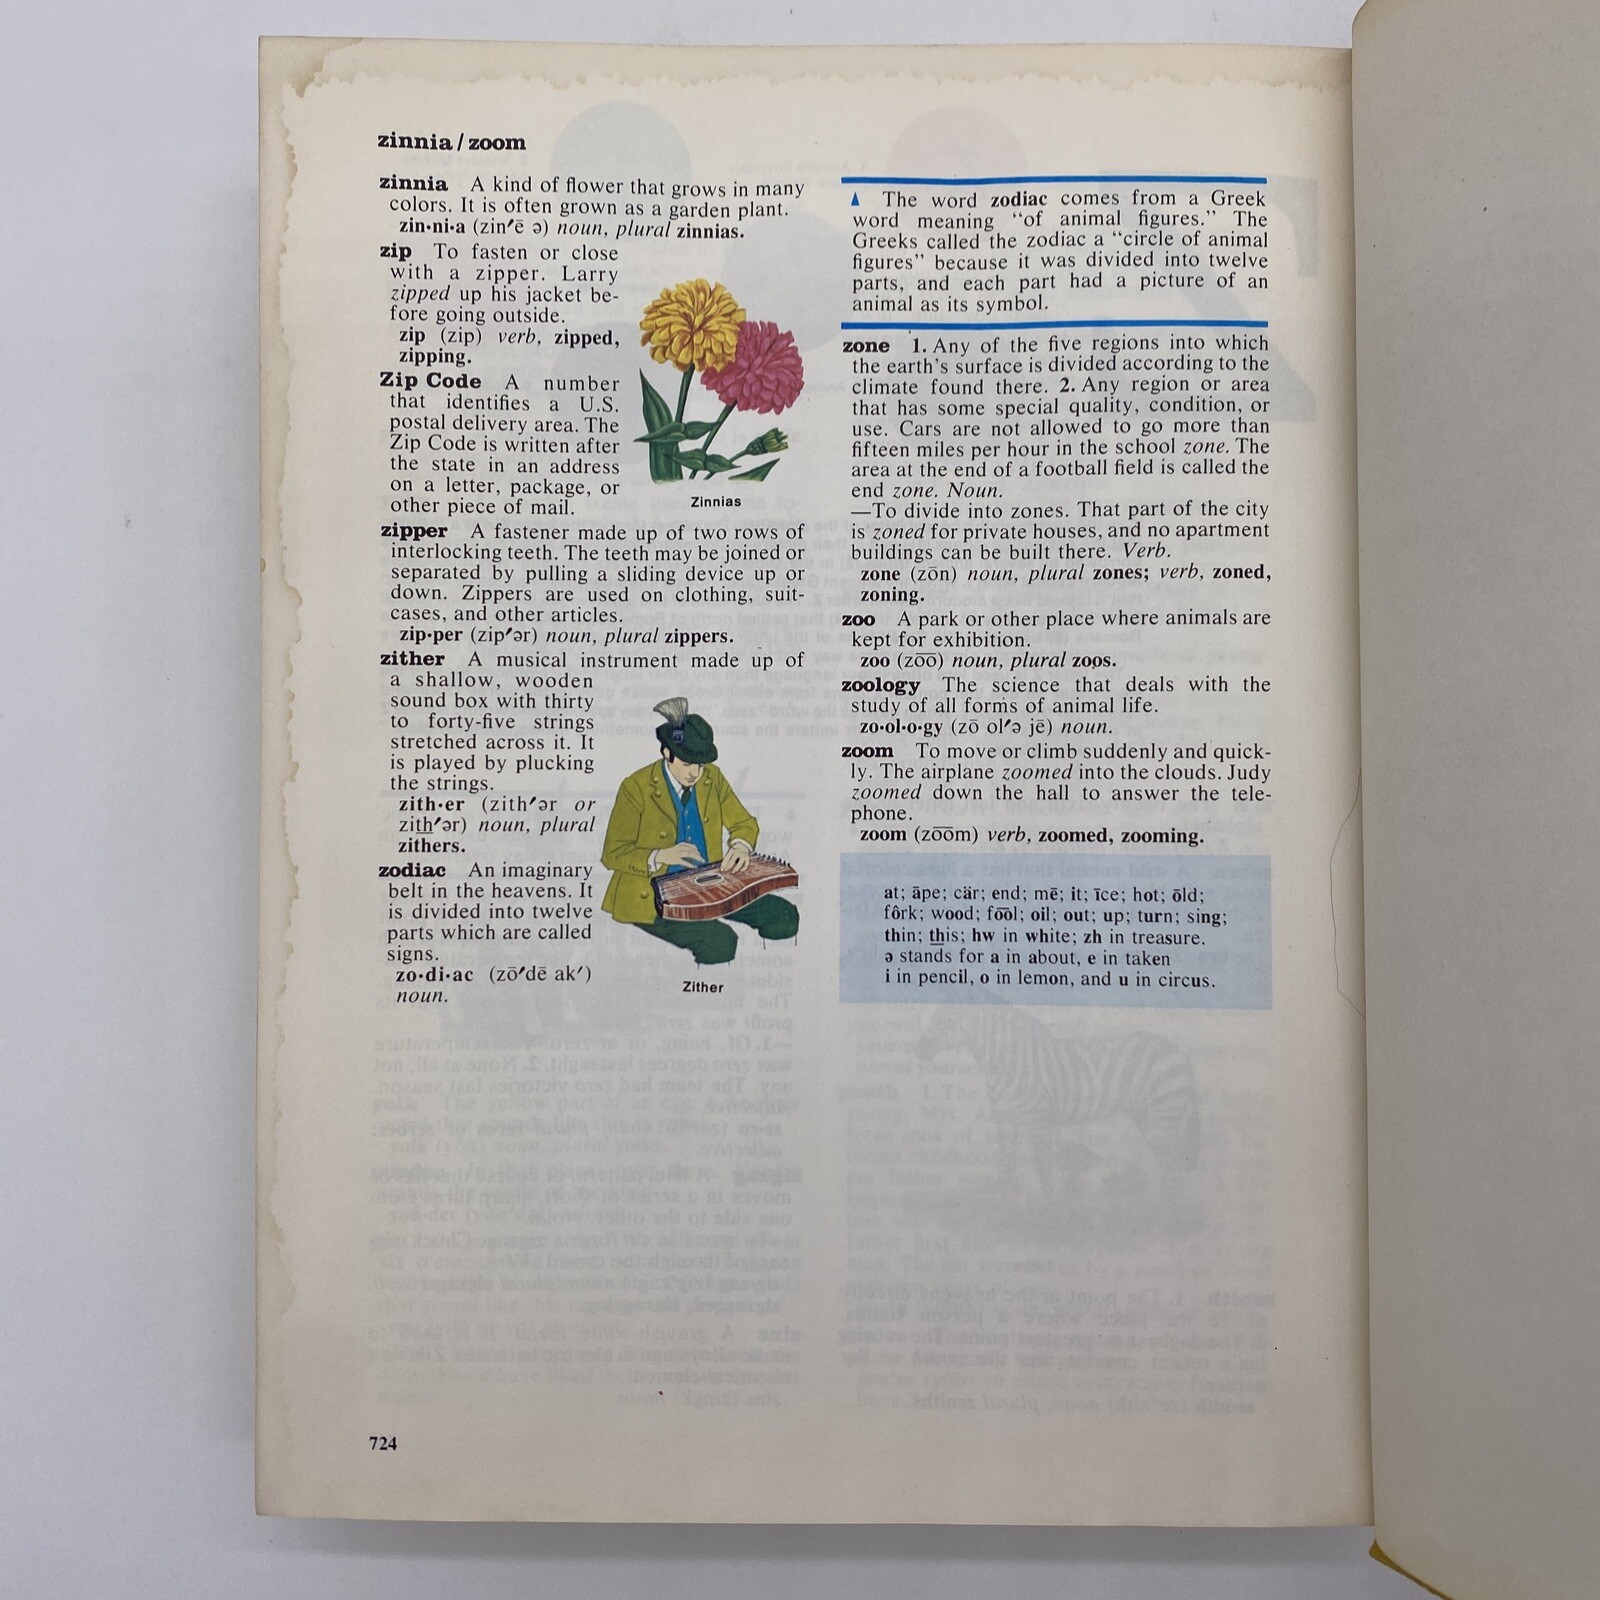 zinnia / zoom
zinnia A kind of flower that grows in many
colors. It is often grown as a garden plant.
zin•ni•a (zin′ē ə) noun, plural zinnias.
zip To fasten or close
with a zipper. Larry
zipped up his jacket be-
fore going outside.
zip (zip) verb, zipped,
zipping.
Zip Code A number
that identifies a U.S.
postal delivery area. The
Zip Code is written after
the state in an address
on a letter, package, or
other piece of mail.
Zinnias
zipper A fastener made up of two rows of
interlocking teeth. The teeth may be joined or
separated by pulling a sliding device up or
down. Zippers are used on clothing, suit-
cases, and other articles.
zip•per (zip′ər) noun, plural zippers.
zither A musical instrument made up of
a shallow, wooden
sound box with thirty
to forty-five strings
stretched across it. It
is played by plucking
the strings.
zith•er (zith′ər or
zith′ər) noun, plural
zithers.
zodiac An imaginary
belt in the heavens. It
is divided into twelve
parts which are called
signs.
zo•di•ac (zō′dē ak′)
noun.
Zither
▲ The word zodiac comes from a Greek
word meaning “of animal figures.” The
Greeks called the zodiac a “circle of animal
figures” because it was divided into twelve
parts, and each part had a picture of an
animal as its symbol.
zone 1. Any of the five regions into which
the earth's surface is divided according to the
climate found there. 2. Any region or area
that has some special quality, condition, or
use. Cars are not allowed to go more than
fifteen miles per hour in the school zone. The
area at the end of a football field is called the
end zone. Noun.
—To divide into zones. That part of the city
is zoned for private houses, and no apartment
buildings can be built there. Verb.
zone (zōn) noun, plural zones; verb, zoned,
zoning.
zoo A park or other place where animals are
kept for exhibition.
zoo (zo͞o) noun, plural zoos.
zoology The science that deals with the
study of all forms of animal life.
zo•ol•o•gy (zō ol′ə jē) noun.
zoom To move or climb suddenly and quick-
ly. The airplane zoomed into the clouds. Judy
zoomed down the hall to answer the tele-
phone.
zoom (zo͞om) verb, zoomed, zooming.
at; āpe; cär; end; mē; it; īce; hot; ōld;
fôrk; wood; fo͞ol; oil; out; up; turn; sing;
thin; this; hw in white; zh in treasure.
ə stands for a in about, e in taken
i in pencil, o in lemon, and u in circus.
724